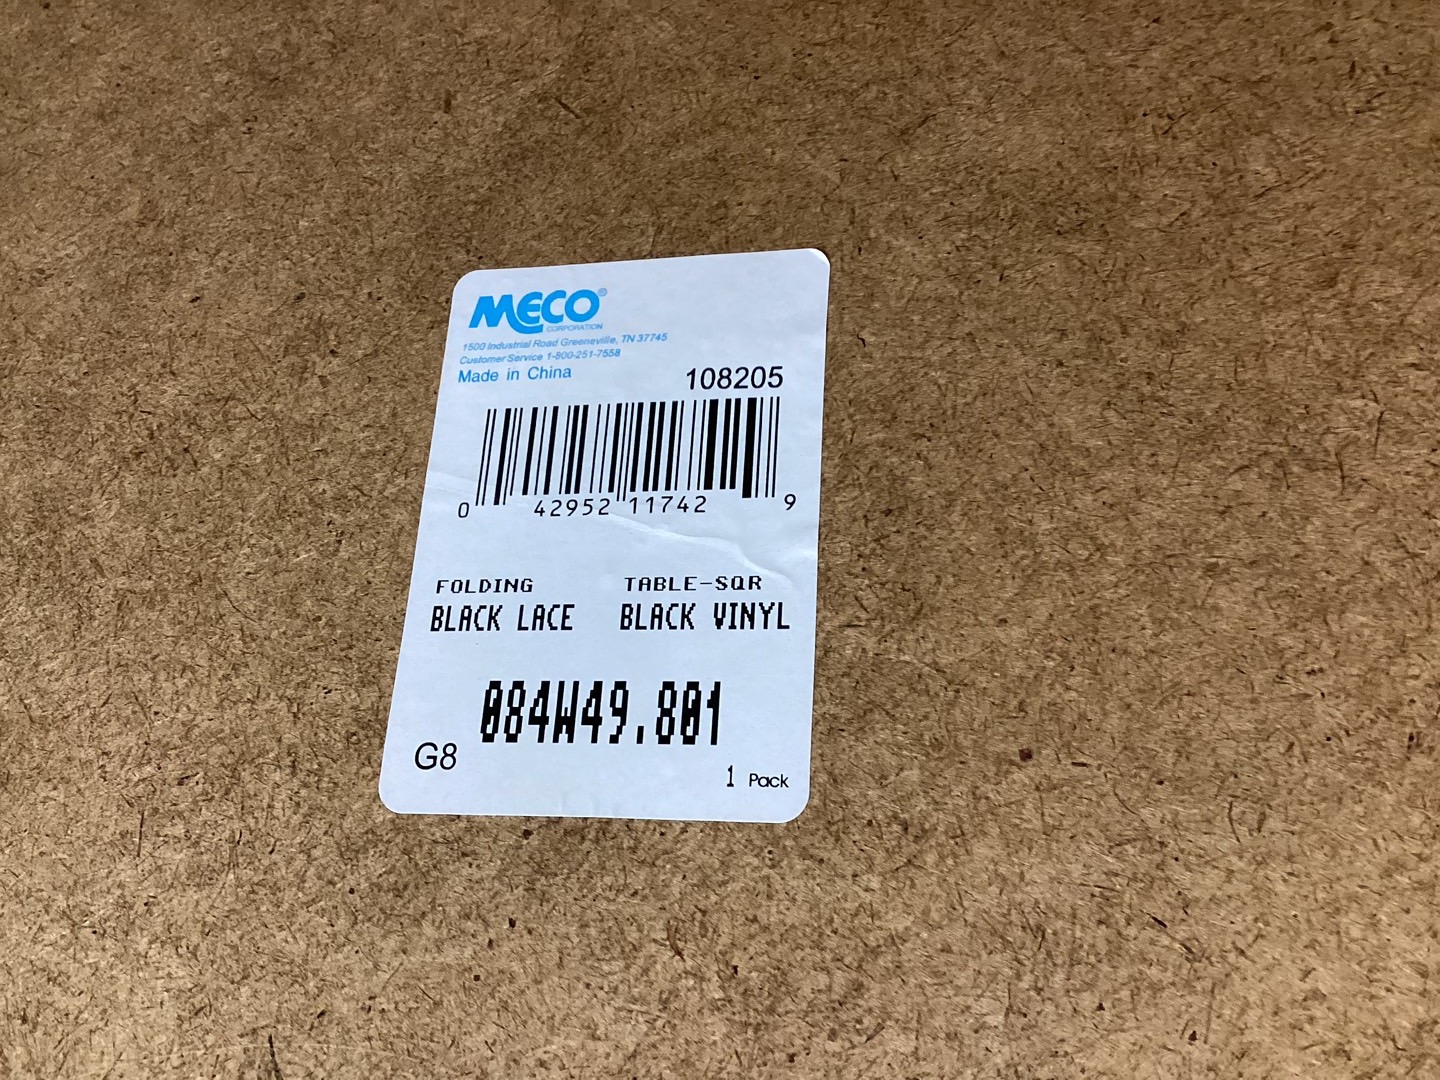 MECO®
CORPORATION
1500 Industrial Road Greeneville, TN 37745
Customer Service 1-800-251-7558
Made in China
108205
0 42952 11742 9
FOLDING TABLE-SQR
BLACK LACE BLACK VINYL
084W49.801
G8
1 Pack